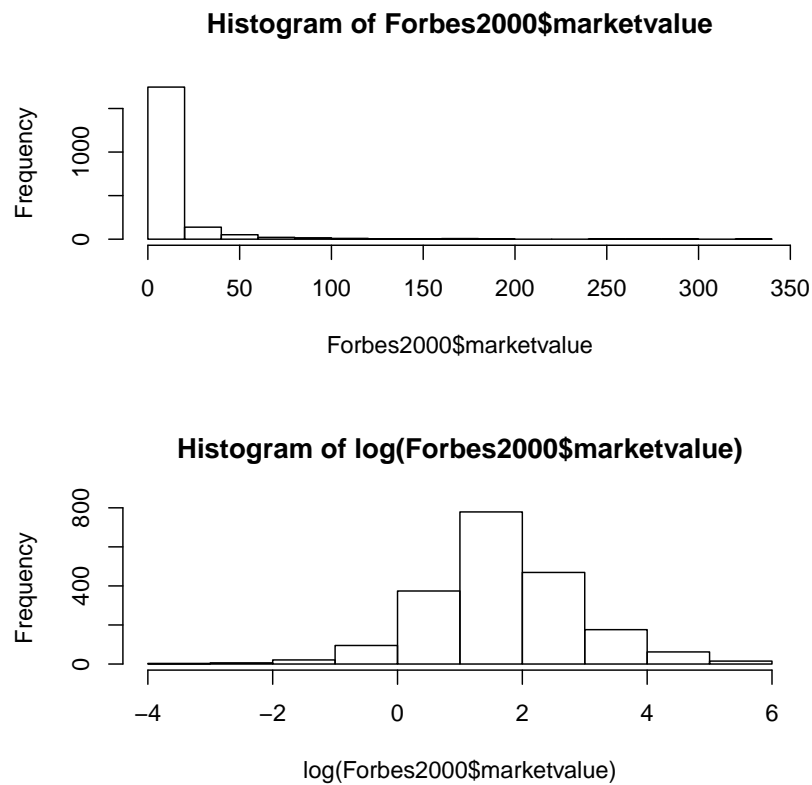 Histogram of Forbes2000$marketvalue
Frequency
1000
0
0 50 100 150 200 250 300 350
Forbes2000$marketvalue
Histogram of log(Forbes2000$marketvalue)
Frequency
800
400
0
−4 −2 0 2 4 6
log(Forbes2000$marketvalue)